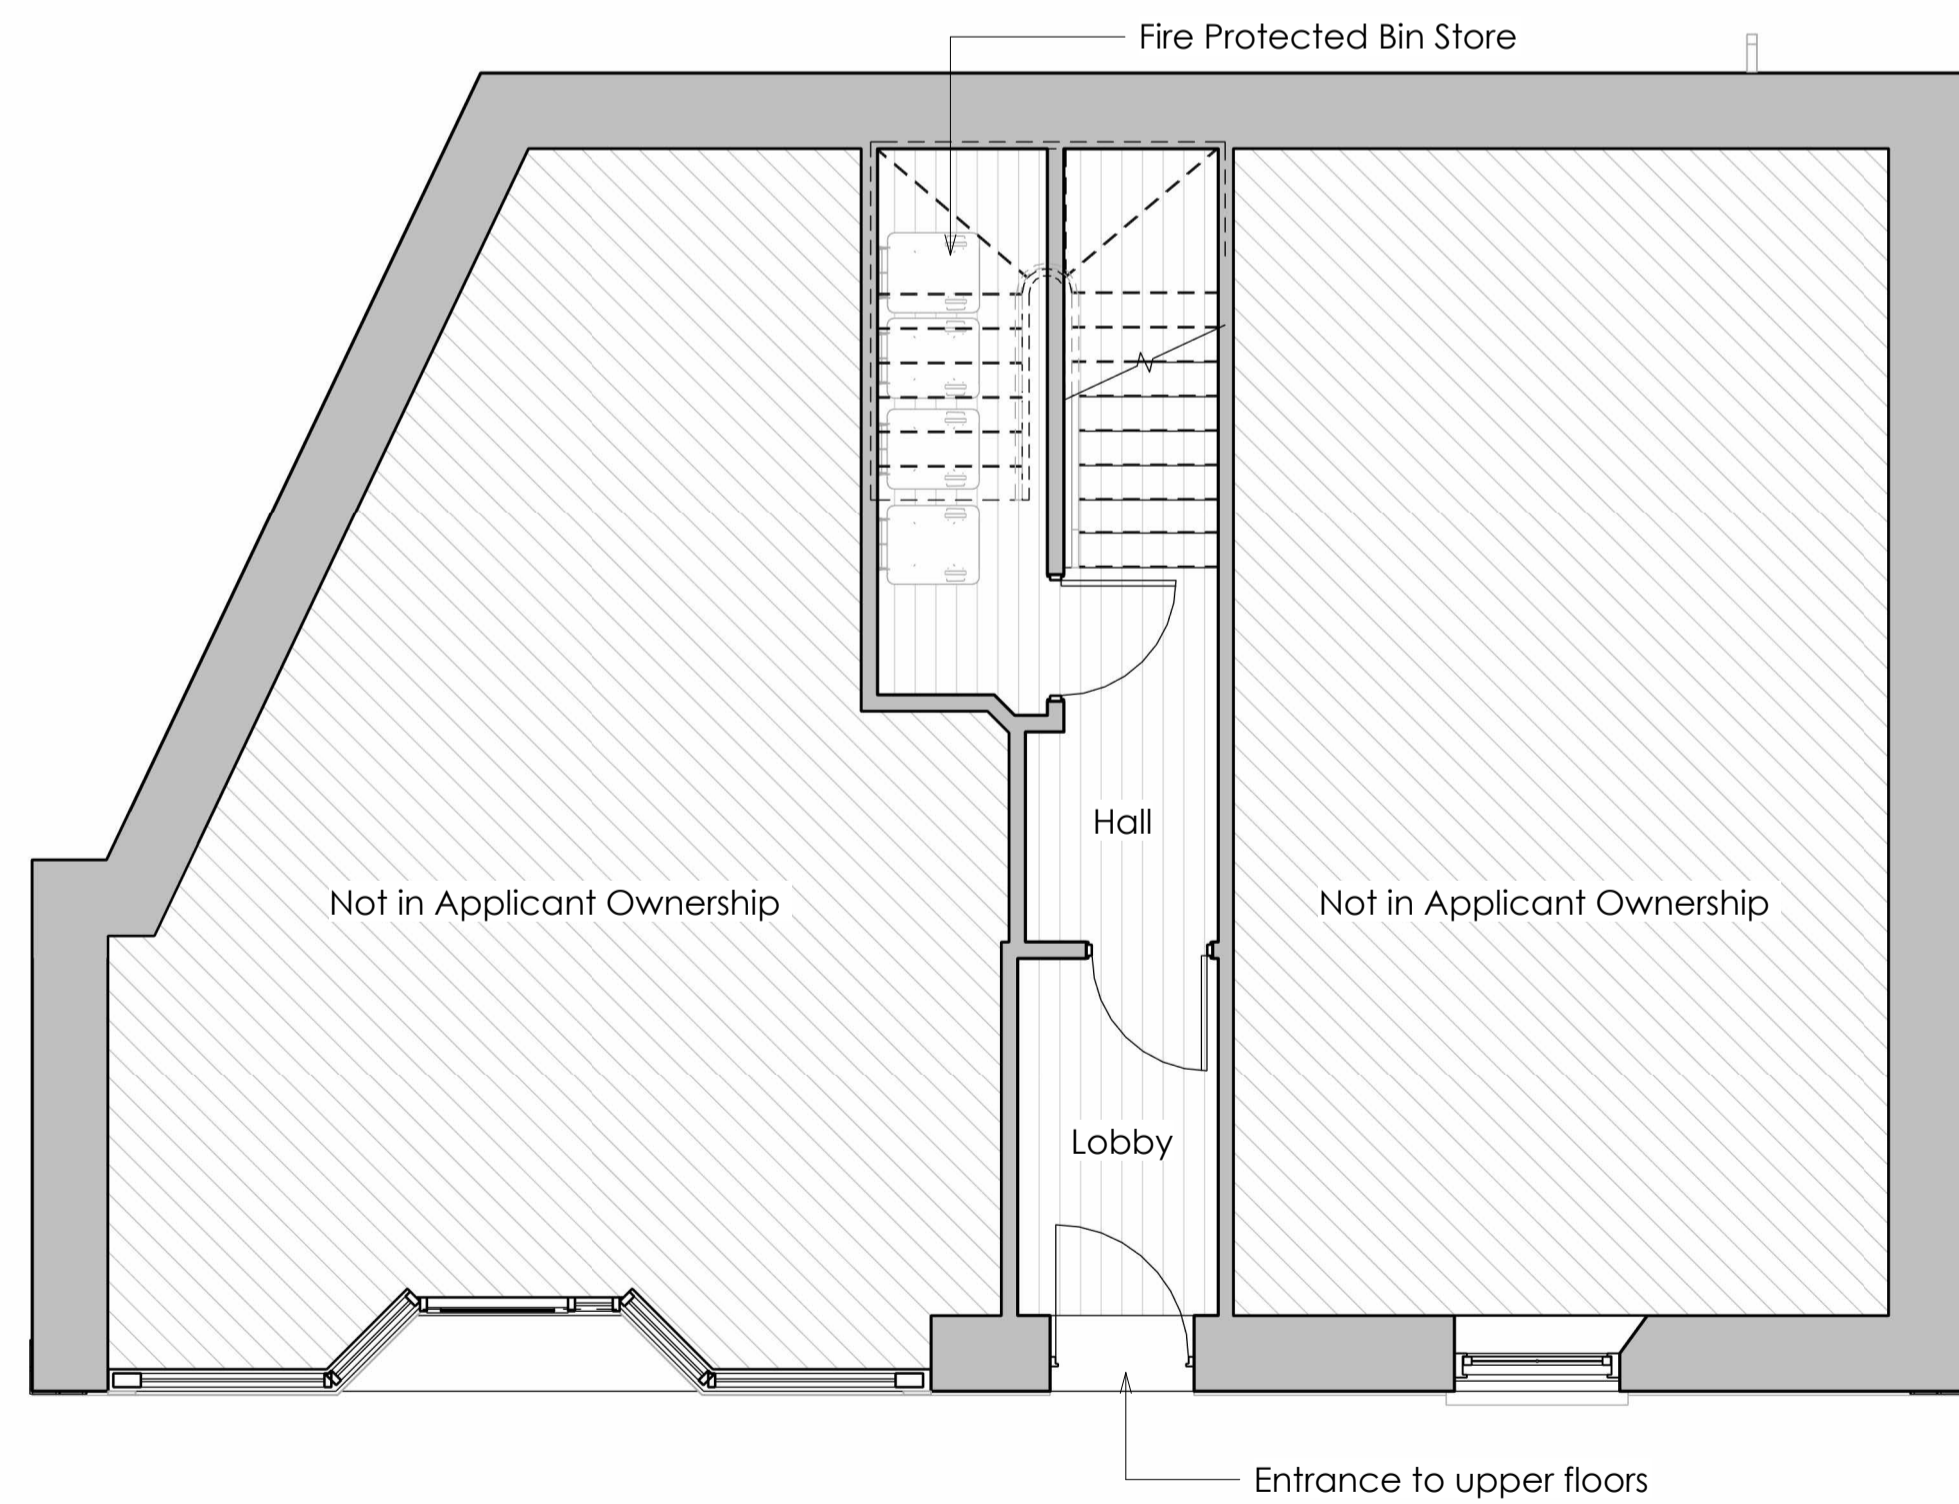 Fire Protected Bin Store
Hall
Not in Applicant Ownership
Not in Applicant Ownership
Lobby
Entrance to upper floors